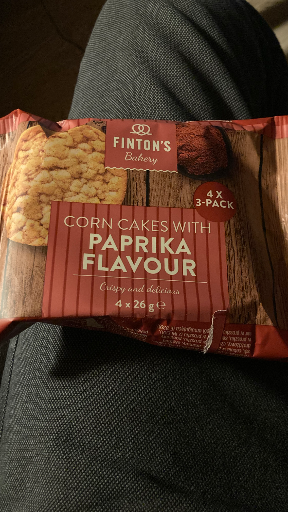 FINTON'S
Bakery
4 X
3-PACK
CORN CAKES WITH
PAPRIKA
FLAVOUR
Crispy and delicious
4 x 26 g ℮